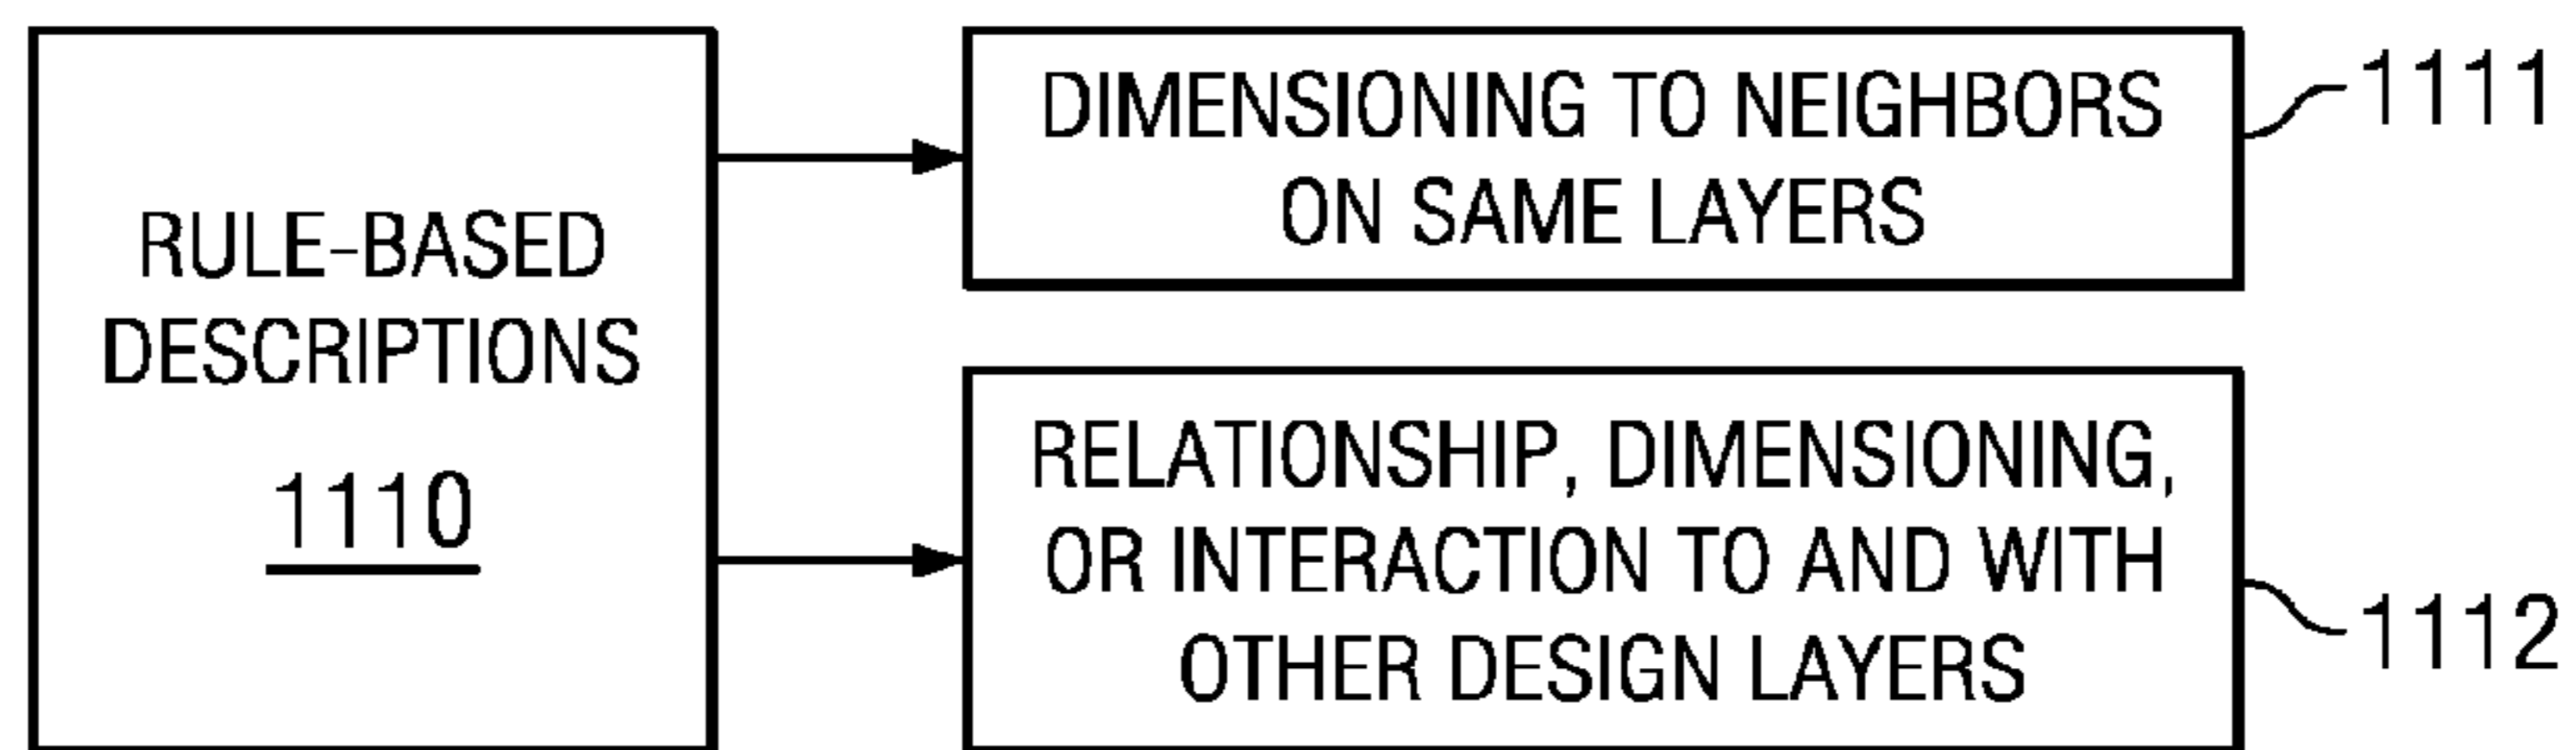 RULE-BASED
DESCRIPTIONS
1110
DIMENSIONING TO NEIGHBORS
ON SAME LAYERS
1111
RELATIONSHIP, DIMENSIONING,
OR INTERACTION TO AND WITH
OTHER DESIGN LAYERS
1112